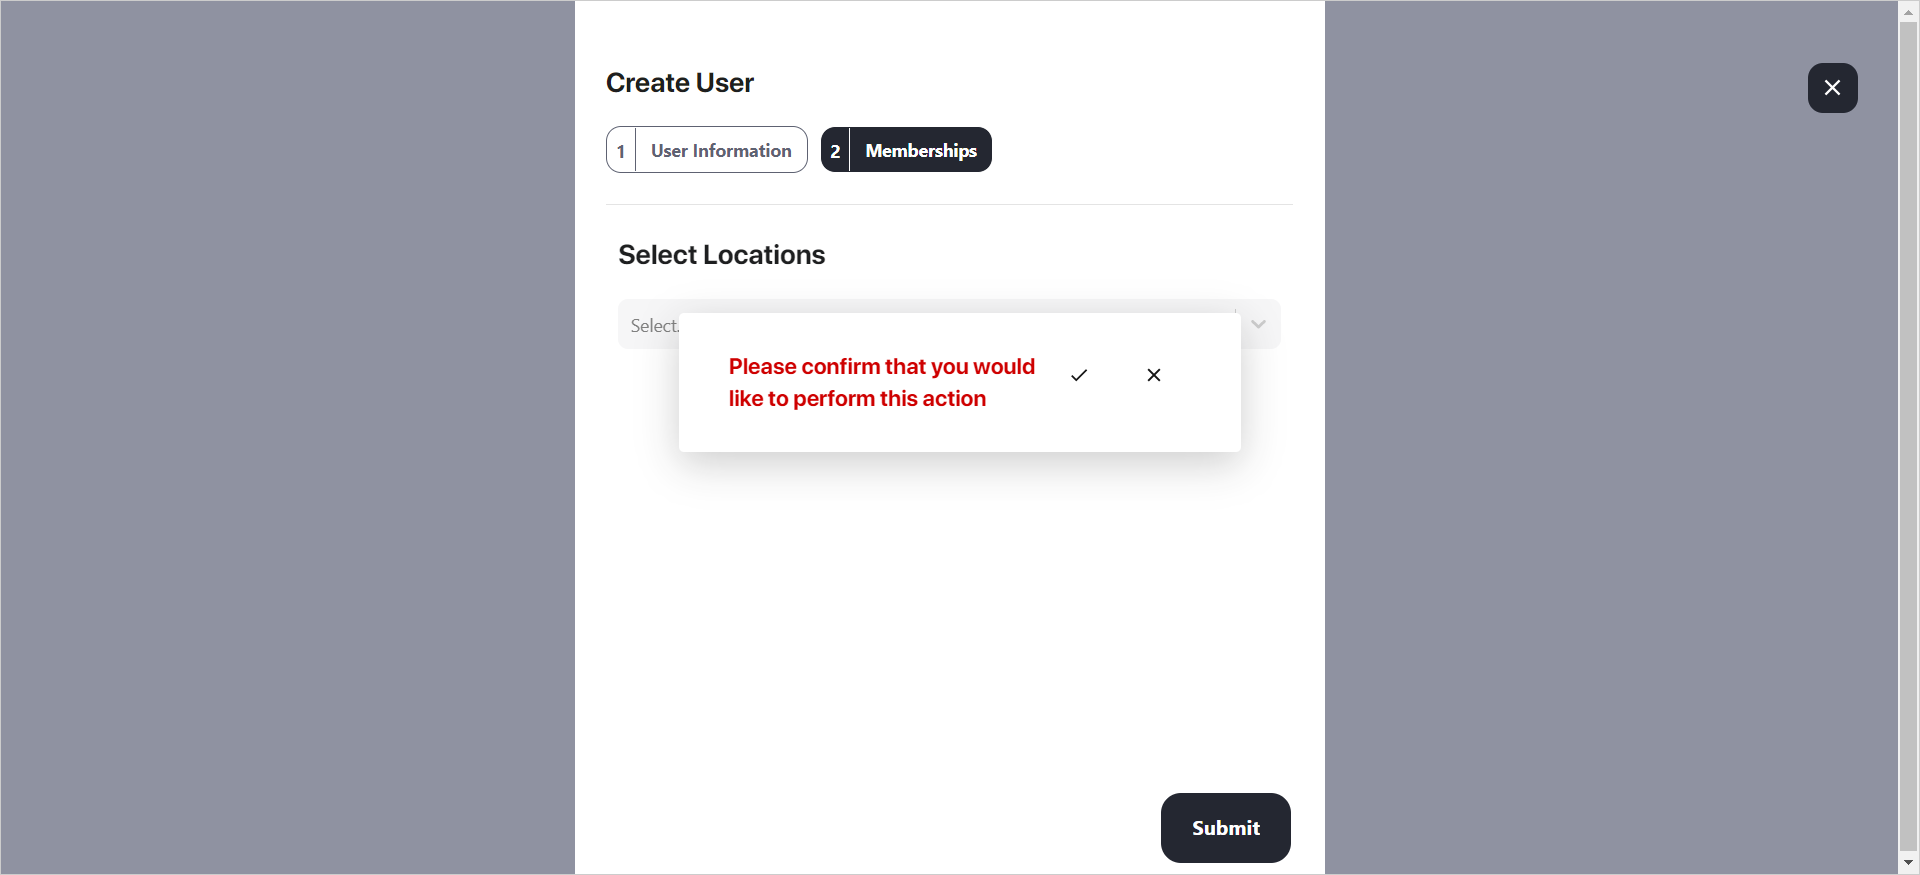 Create User
1 User Information
2 Memberships
Select Locations
Select.
Please confirm that you would
like to perform this action
Submit